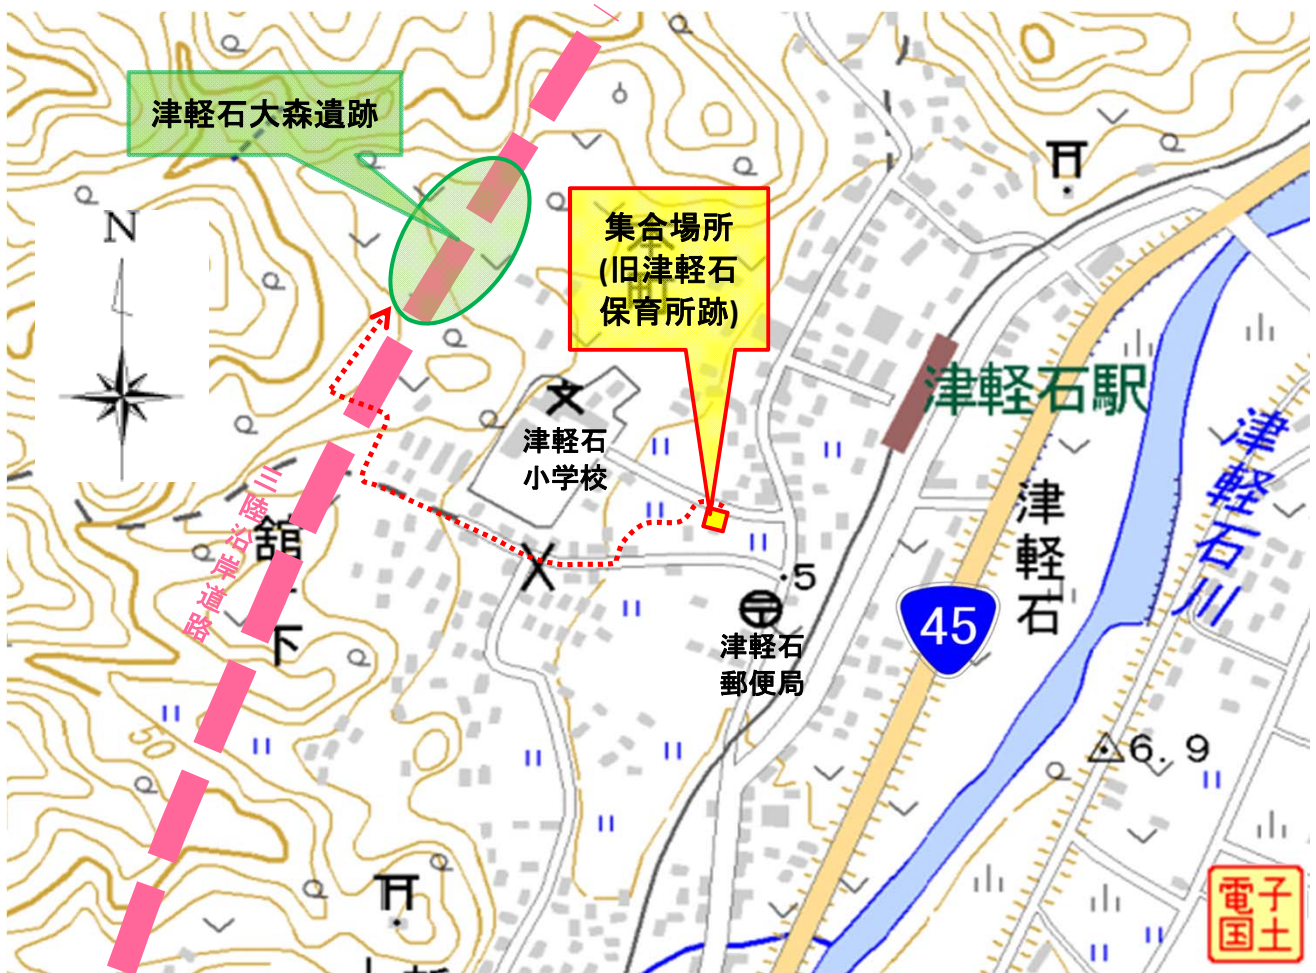 津軽石大森遺跡
N
集合場所
(旧津軽石
保育所跡)
津軽石駅
津軽石
小学校
津軽石川
津軽石
三陸沿岸道路
舘
下
5
津軽石
郵便局
45
50
6.9
電子
国土